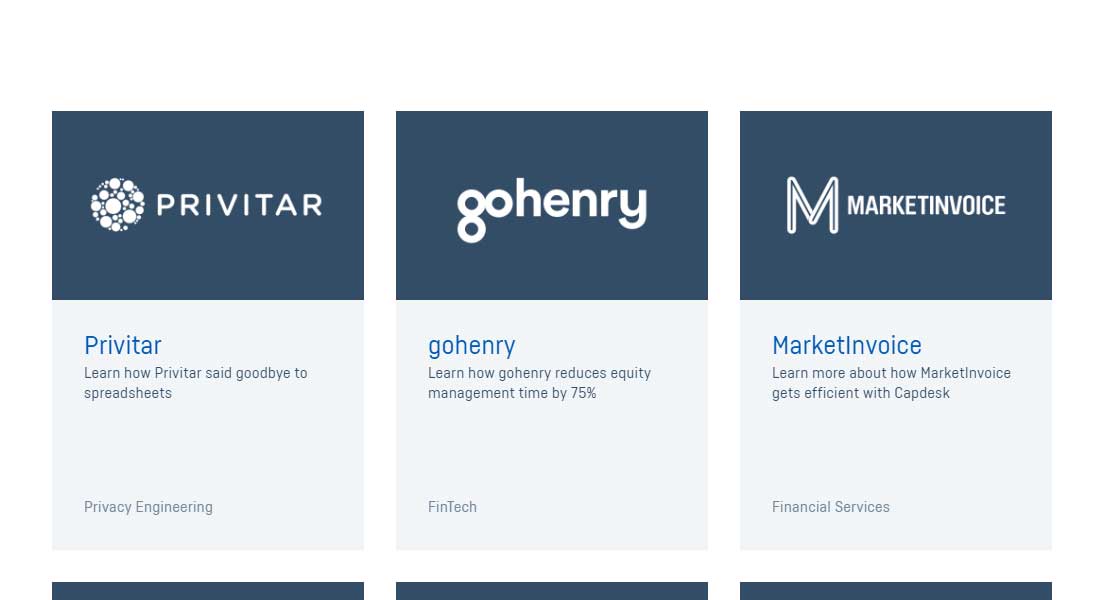 PRIVITAR
gohenry
MARKETINVOICE
Privitar
Learn how Privitar said goodbye to
spreadsheets
Privacy Engineering
gohenry
Learn how gohenry reduces equity
management time by 75%
FinTech
MarketInvoice
Learn more about how MarketInvoice
gets efficient with Capdesk
Financial Services